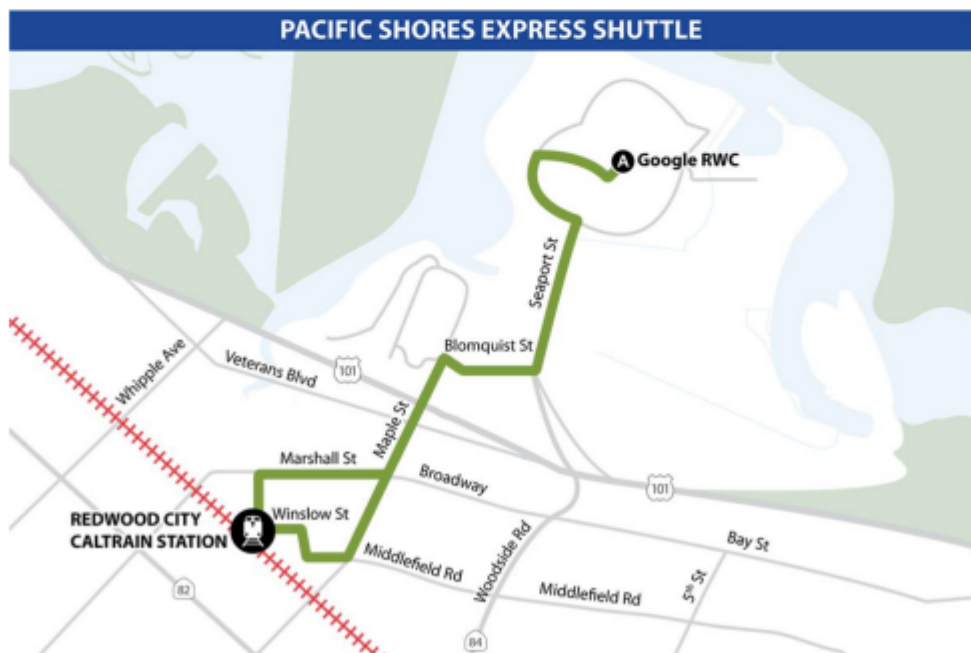 PACIFIC SHORES EXPRESS SHUTTLE
A Google RWC
Seaport St
Blomquist St
Whipple Ave
Veterans Blvd
101
Maple St
Marshall St
Broadway
101
REDWOOD CITY
CALTRAIN STATION
Winslow St
Woodside Rd
Bay St
Middlefield Rd
Middlefield Rd
5th St
82
84